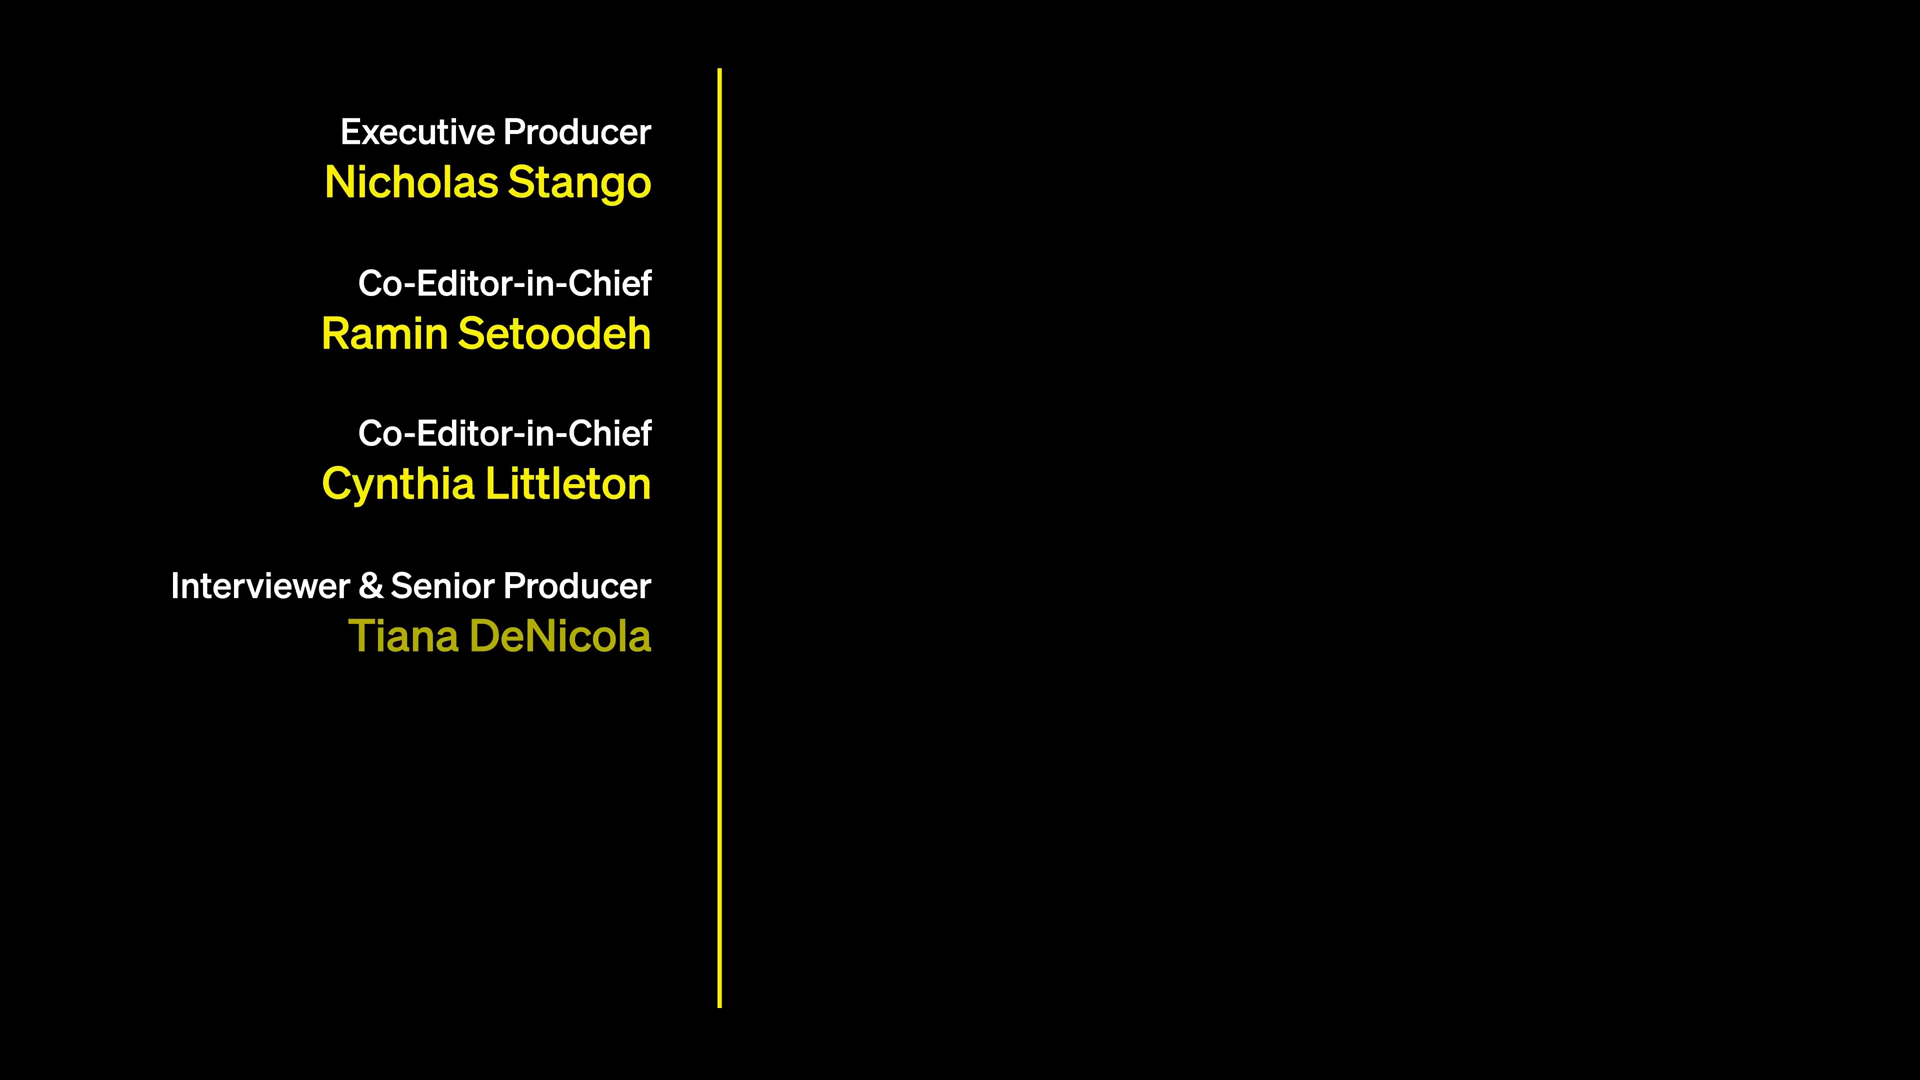 Executive Producer
Nicholas Stango
Co-Editor-in-Chief
Ramin Setoodeh
Co-Editor-in-Chief
Cynthia Littleton
Interviewer & Senior Producer
Tiana DeNicola